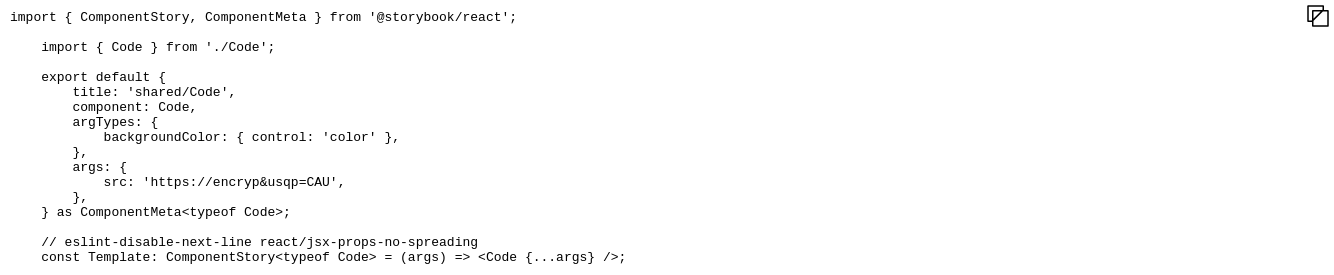 import { ComponentStory, ComponentMeta } from '@storybook/react';

    import { Code } from './Code';

    export default {
        title: 'shared/Code',
        component: Code,
        argTypes: {
            backgroundColor: { control: 'color' },
        },
        args: {
            src: 'https://encryp&usqp=CAU',
        },
    } as ComponentMeta<typeof Code>;

    // eslint-disable-next-line react/jsx-props-no-spreading
    const Template: ComponentStory<typeof Code> = (args) => <Code {...args} />;